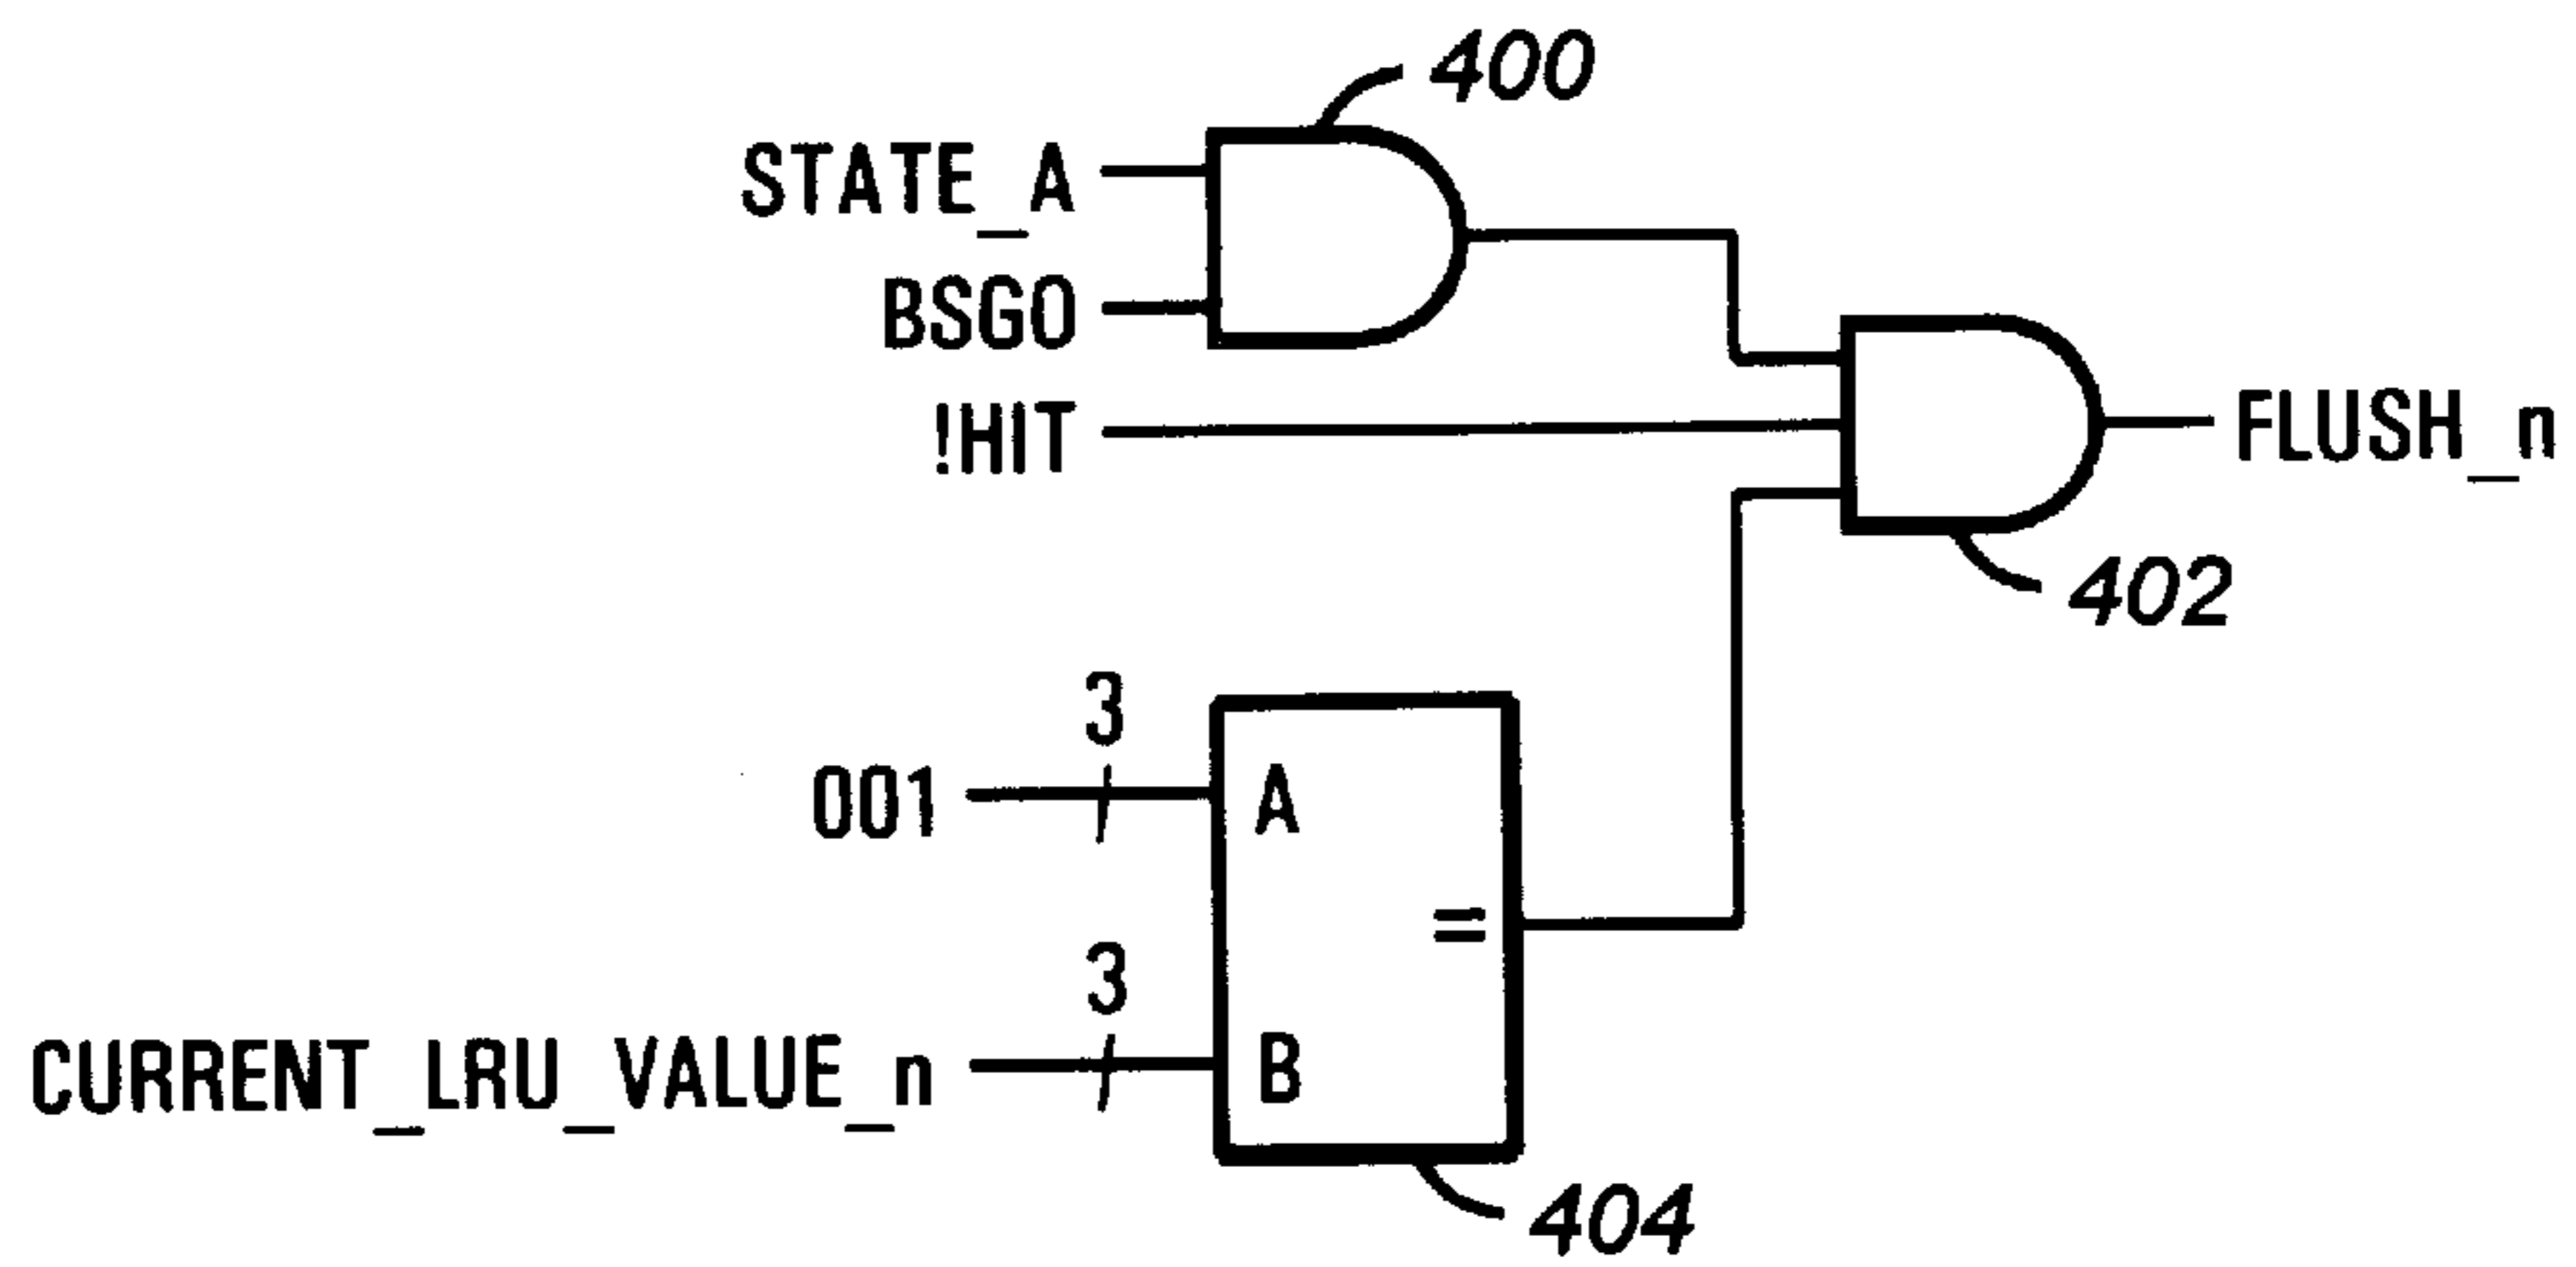 400
STATE_A
BSGO
!HIT
FLUSH_n
402
3
001
A
=
3
CURRENT_LRU_VALUE_n
B
404